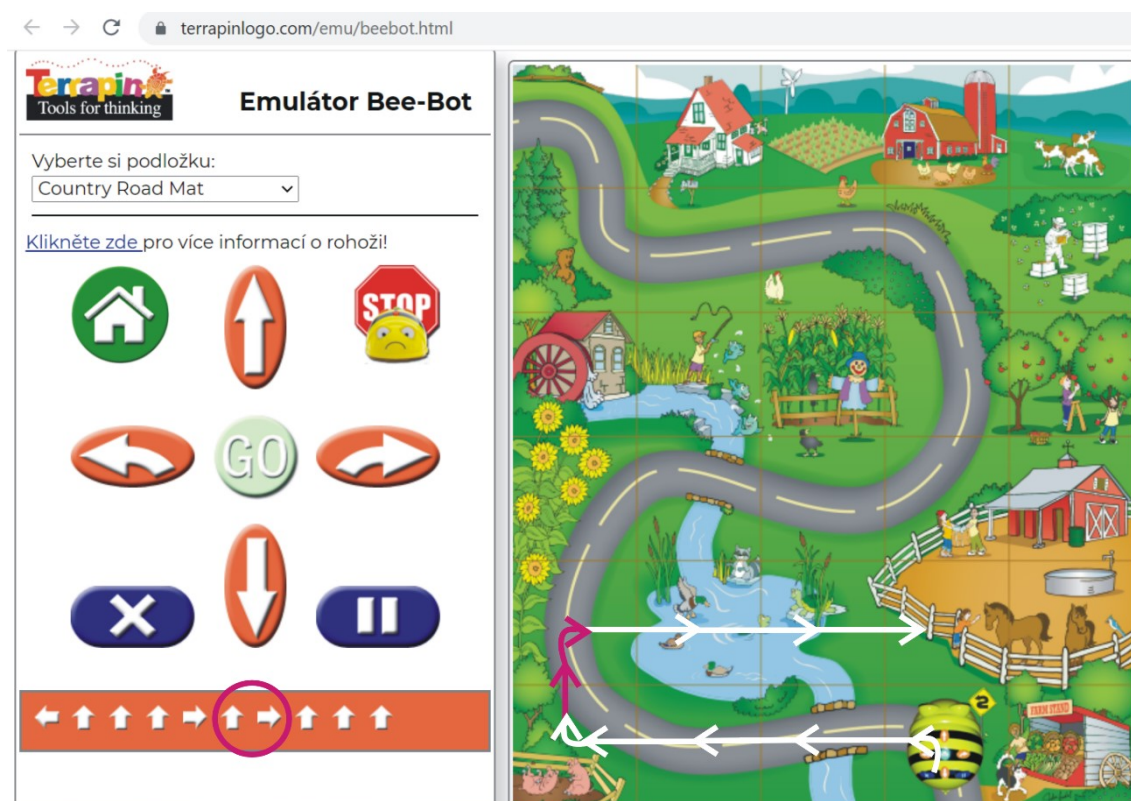 terrapinlogo.com/emu/beebot.html
Terrapin
Tools for thinking
Emulátor Bee-Bot
Vyberte si podložku:
Country Road Mat
Klikněte zde pro více informací o rohoži!
STOP
GO
2
FARM STAND